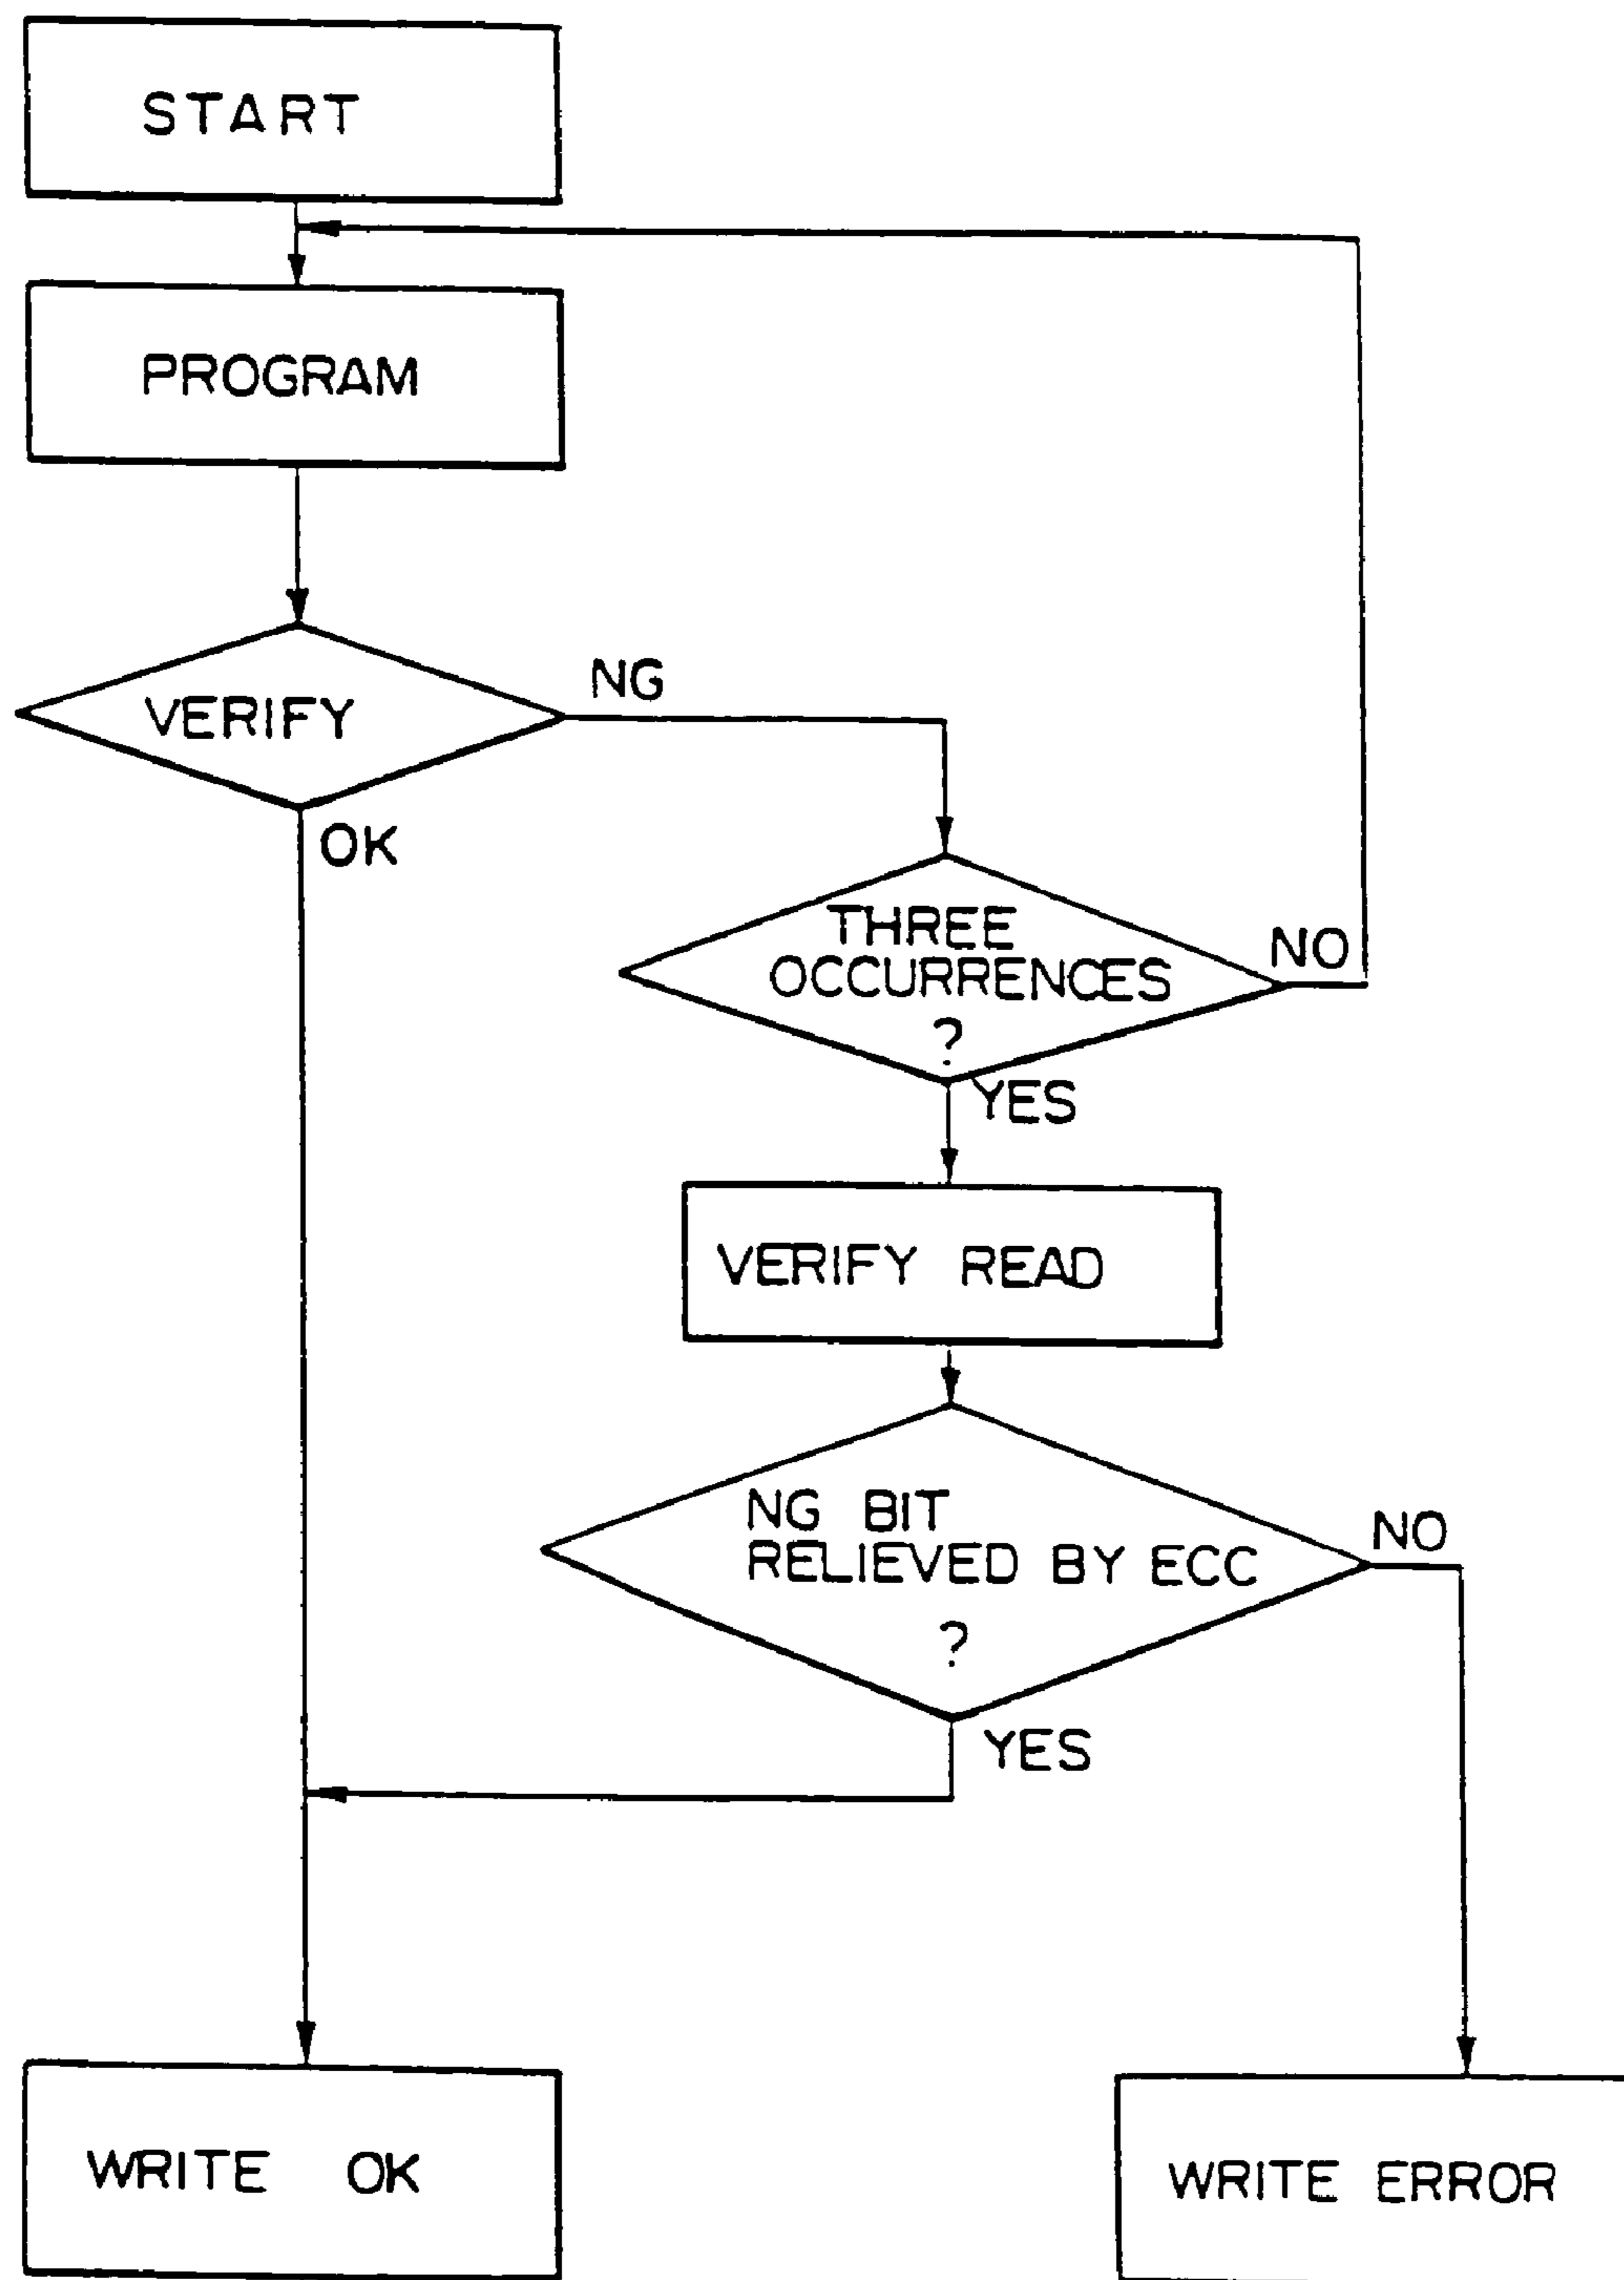 START
PROGRAM
VERIFY
NG
OK
THREE
OCCURRENCES
?
NO
YES
VERIFY READ
NG BIT
RELIEVED BY ECC
?
NO
YES
WRITE OK
WRITE ERROR